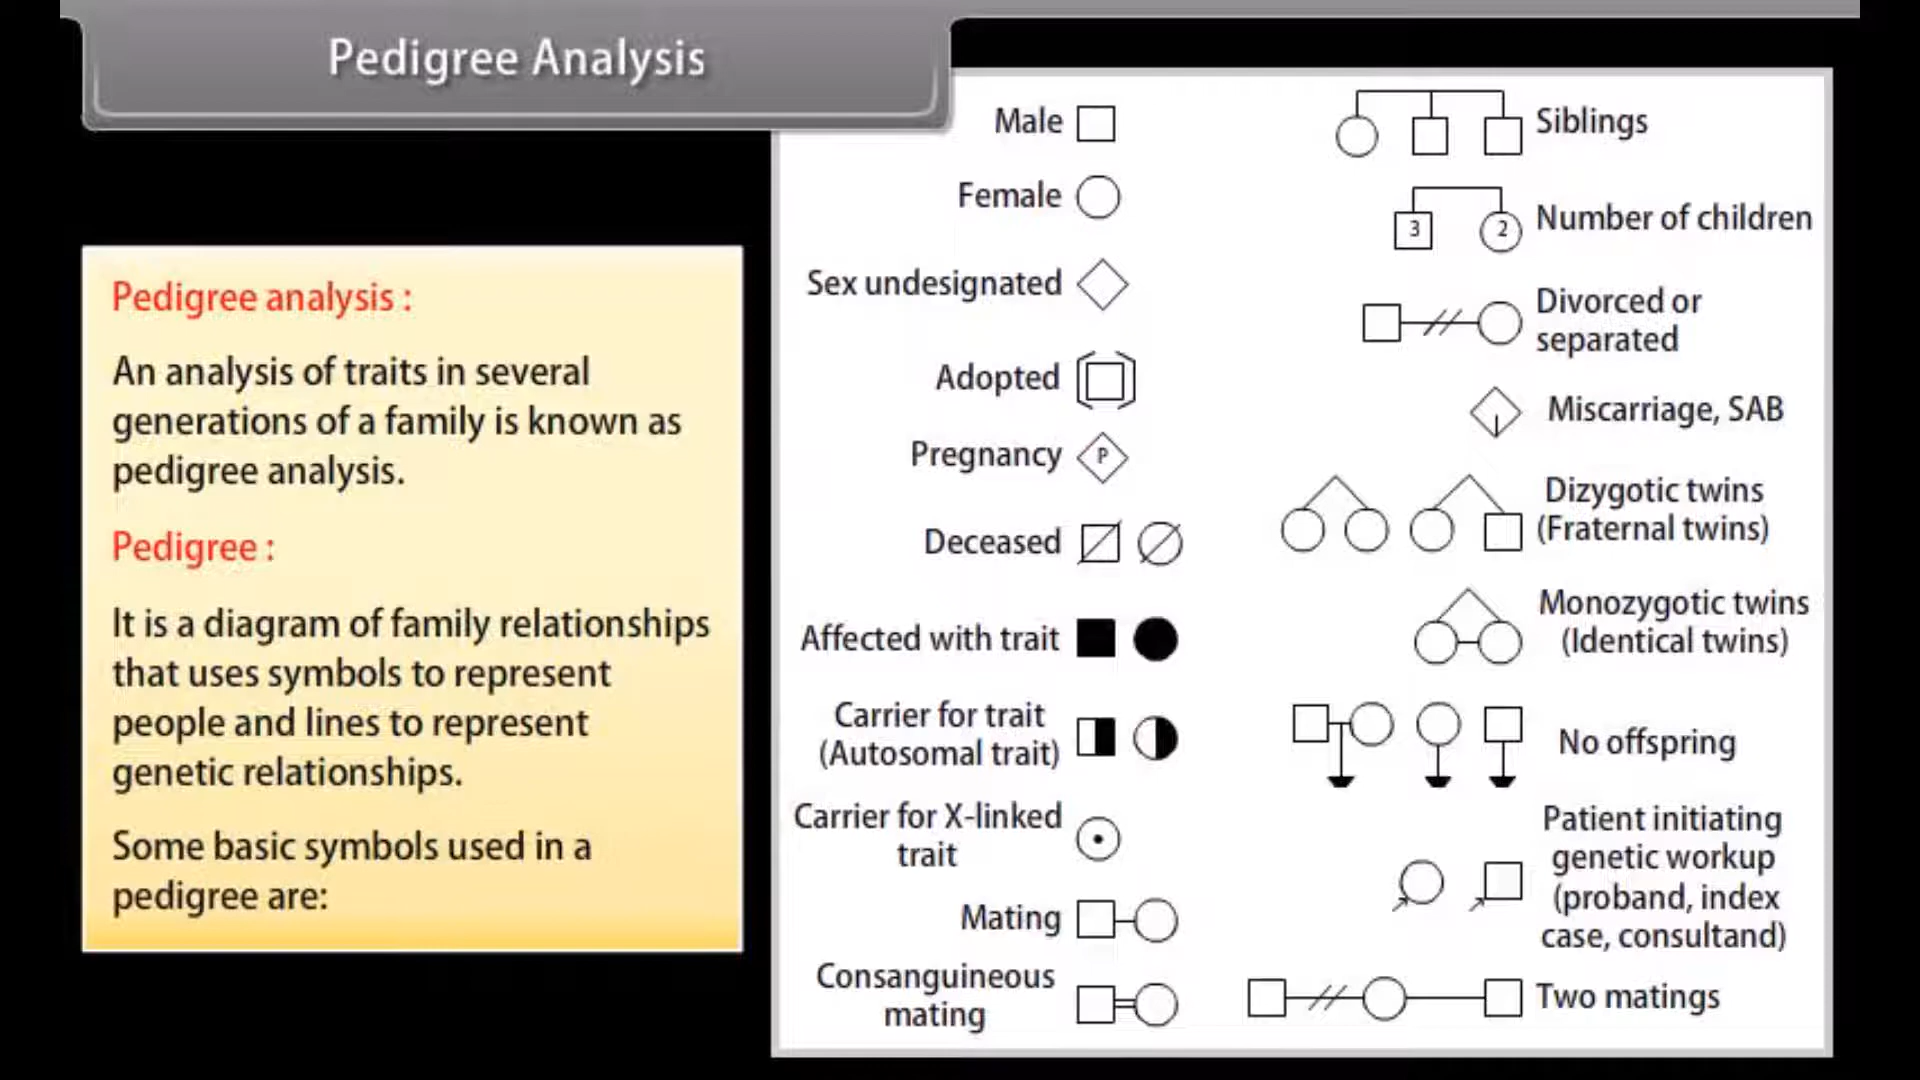 Pedigree Analysis
Pedigree analysis :
An analysis of traits in several
generations of a family is known as
pedigree analysis.
Pedigree :
It is a diagram of family relationships
that uses symbols to represent
people and lines to represent
genetic relationships.
Some basic symbols used in a
pedigree are:
Male
Female
Sex undesignated
Adopted
Pregnancy
P
Deceased
Affected with trait
Carrier for trait
(Autosomal trait)
Carrier for X-linked
trait
Mating
Consanguineous
mating
Siblings
3 2 Number of children
Divorced or
separated
Miscarriage, SAB
Dizygotic twins
(Fraternal twins)
Monozygotic twins
(Identical twins)
No offspring
Patient initiating
genetic workup
(proband, index
case, consultand)
Two matings